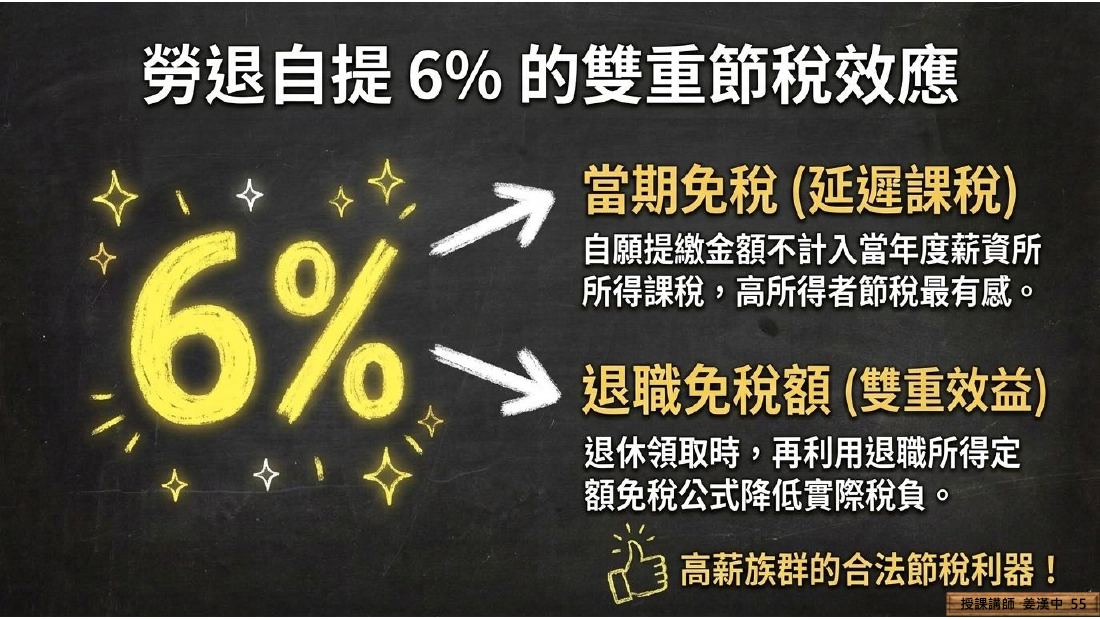 勞退自提 6% 的雙重節稅效應
6%
當期免稅 (延遲課稅)
自願提繳金額不計入當年度薪資所
所得課稅，高所得者節稅最有感。
退職免稅額 (雙重效益)
退休領取時，再利用退職所得定
額免稅公式降低實際稅負。
高薪族群的合法節稅利器！
授課講師 姜漢中 55